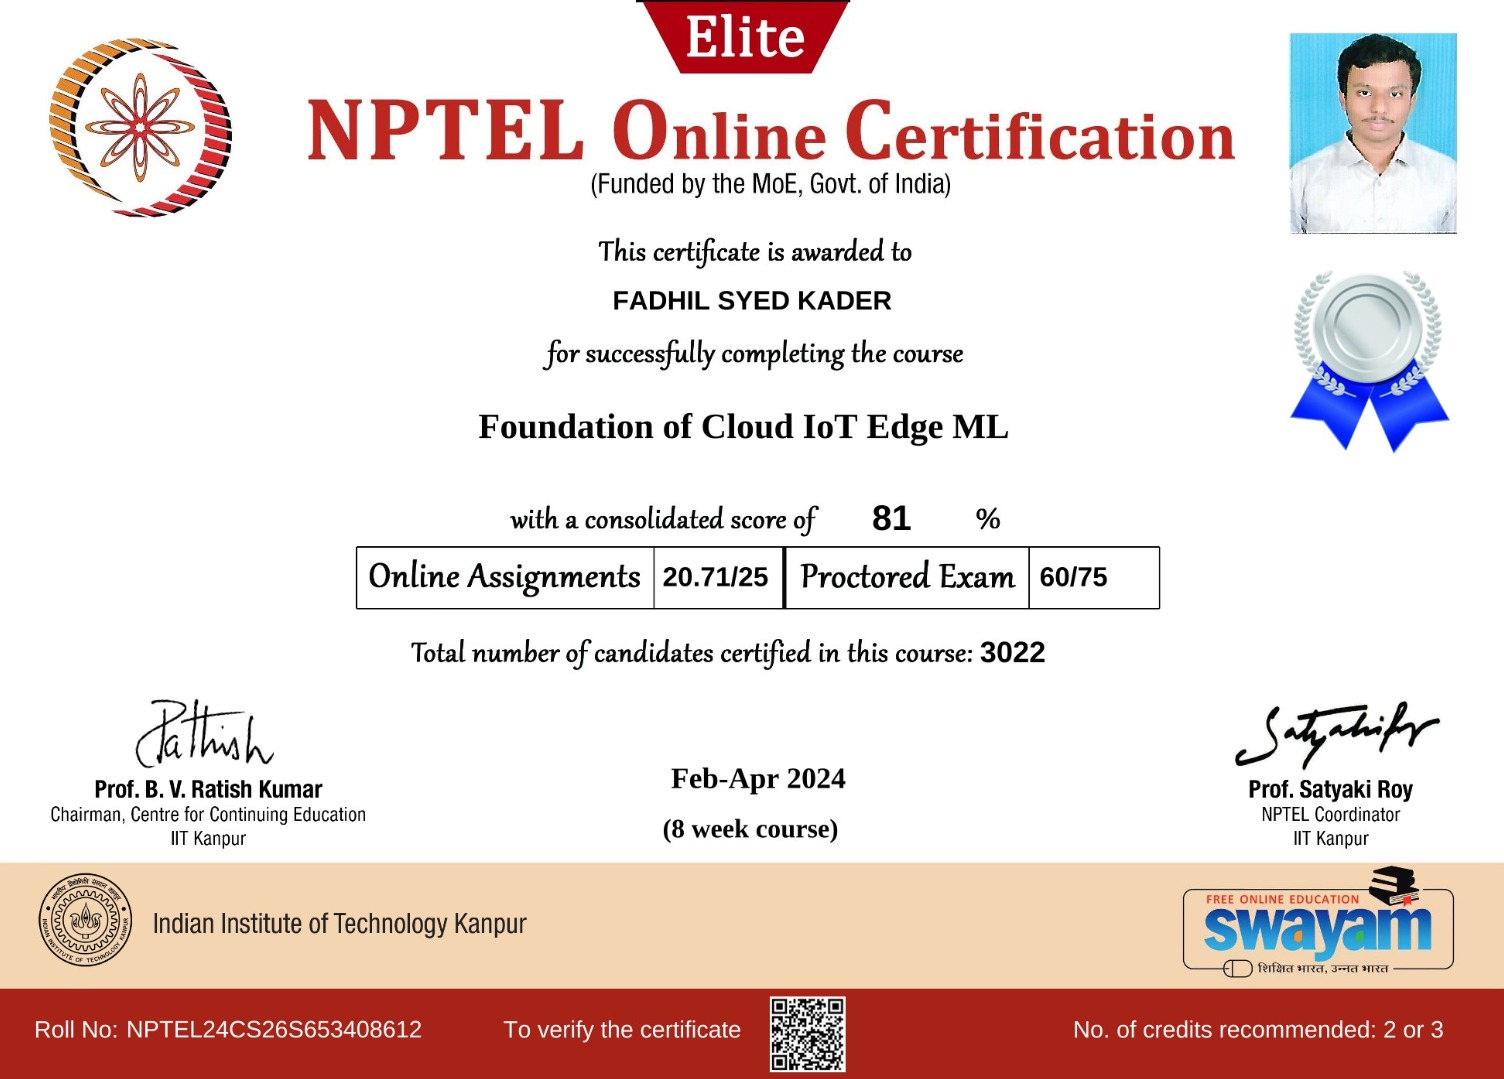 Elite
NPTEL Online Certification
(Funded by the MoE, Govt. of India)
This certificate is awarded to
FADHIL SYED KADER
for successfully completing the course
Foundation of Cloud IoT Edge ML
with a consolidated score of 81 %
Online Assignments 20.71/25 Proctored Exam 60/75
Total number of candidates certified in this course: 3022
Prof. B. V. Ratish Kumar
Chairman, Centre for Continuing Education
IIT Kanpur
Feb-Apr 2024
(8 week course)
Prof. Satyaki Roy
NPTEL Coordinator
IIT Kanpur
Indian Institute of Technology Kanpur
FREE ONLINE EDUCATION
swayam
शिक्षित भारत, उन्नत भारत
Roll No: NPTEL24CS26S653408612
To verify the certificate
No. of credits recommended: 2 or 3